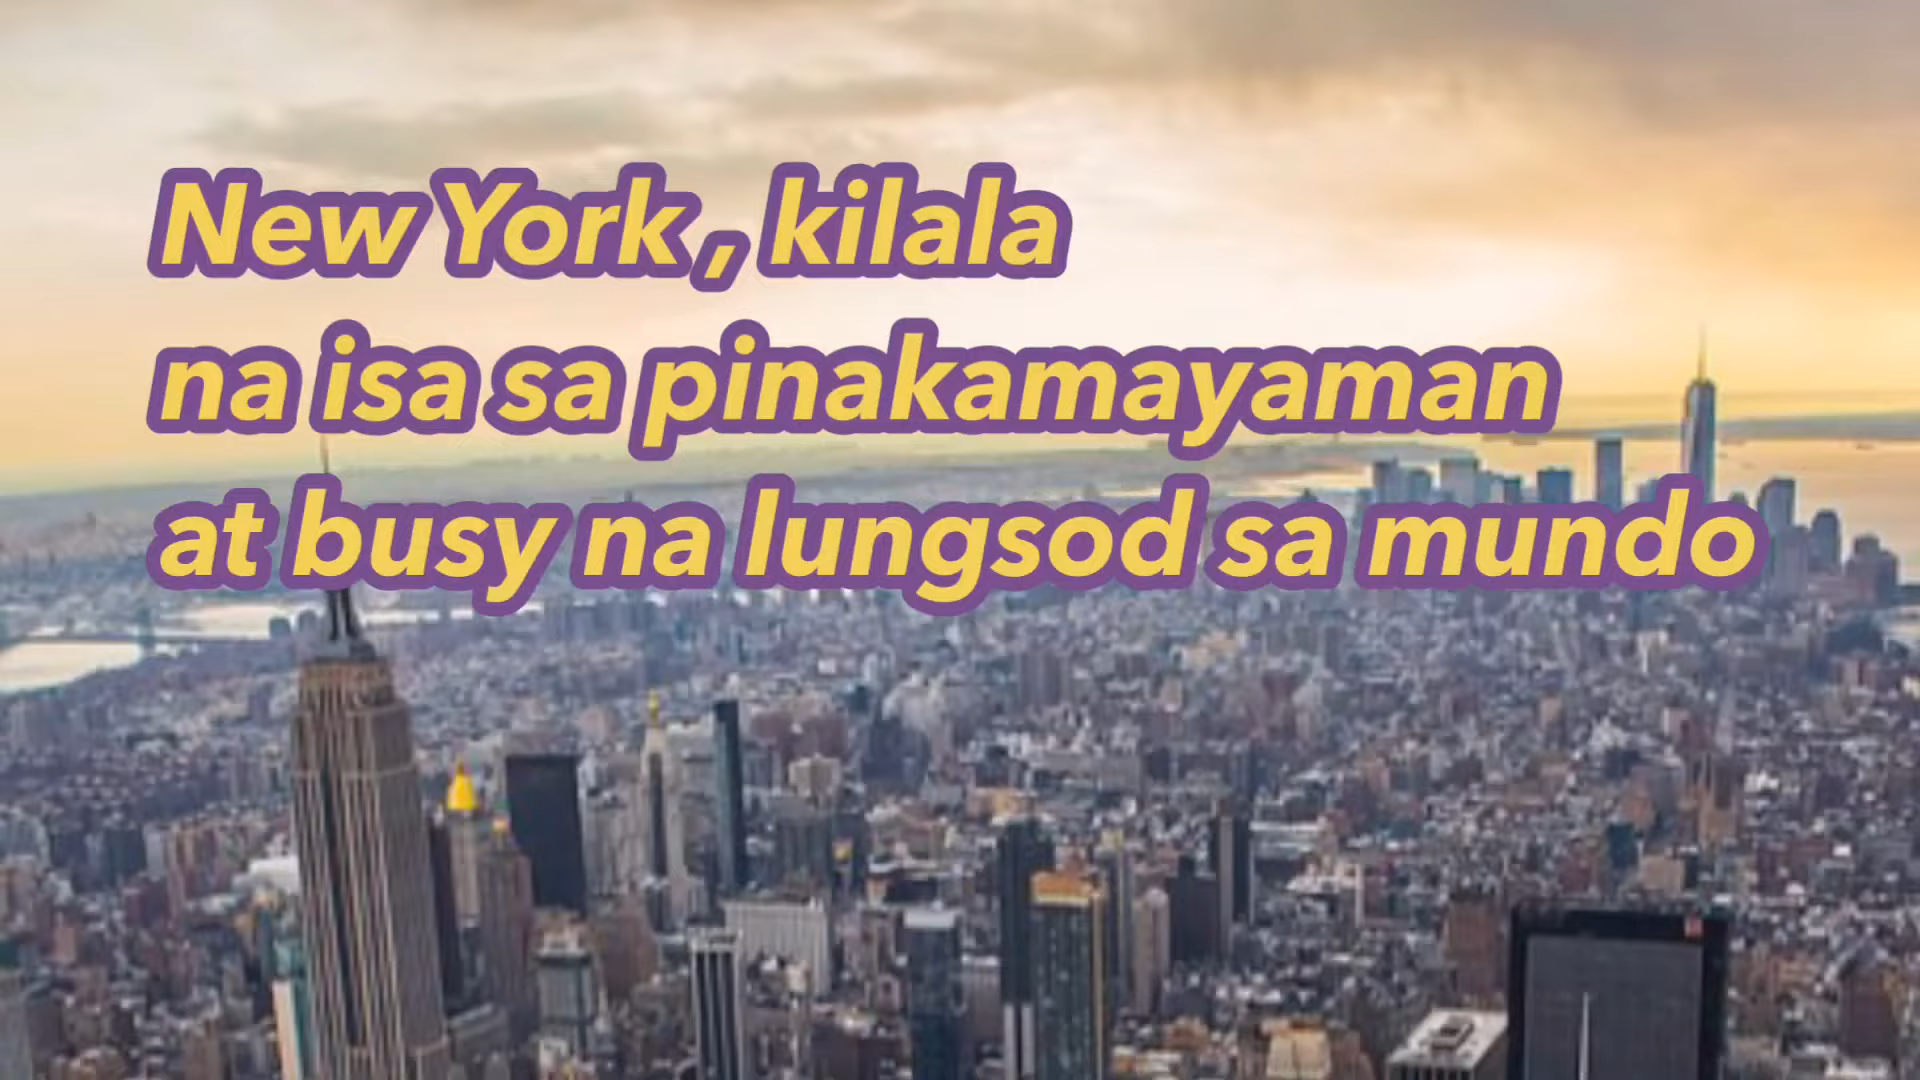 New York, kilala
na isa sa pinakamayaman
at busy na lungsod sa mundo